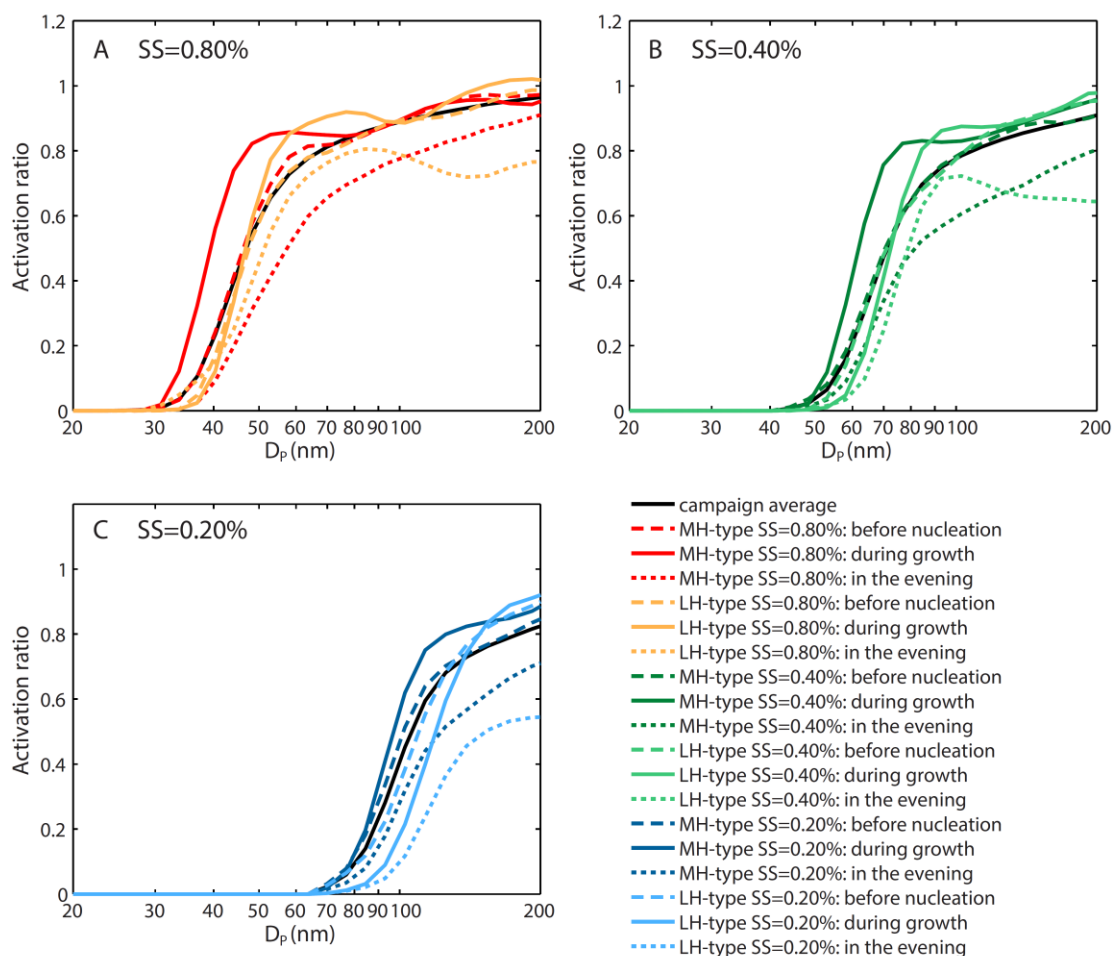 A SS=0.80%
1.2
1
0.8
0.6
0.4
0.2
0
Activation ratio
20 30 40 50 60 70 80 90 100 200
Dₚ (nm)
B SS=0.40%
1.2
1
0.8
0.6
0.4
0.2
0
Activation ratio
20 30 40 50 60 70 80 90 100 200
Dₚ (nm)
C SS=0.20%
1
0.8
0.6
0.4
0.2
0
Activation ratio
20 30 40 50 60 70 80 90 100 200
Dₚ (nm)
campaign average
MH-type SS=0.80%: before nucleation
MH-type SS=0.80%: during growth
MH-type SS=0.80%: in the evening
LH-type SS=0.80%: before nucleation
LH-type SS=0.80%: during growth
LH-type SS=0.80%: in the evening
MH-type SS=0.40%: before nucleation
MH-type SS=0.40%: during growth
MH-type SS=0.40%: in the evening
LH-type SS=0.40%: before nucleation
LH-type SS=0.40%: during growth
LH-type SS=0.40%: in the evening
MH-type SS=0.20%: before nucleation
MH-type SS=0.20%: during growth
MH-type SS=0.20%: in the evening
LH-type SS=0.20%: before nucleation
LH-type SS=0.20%: during growth
LH-type SS=0.20%: in the evening